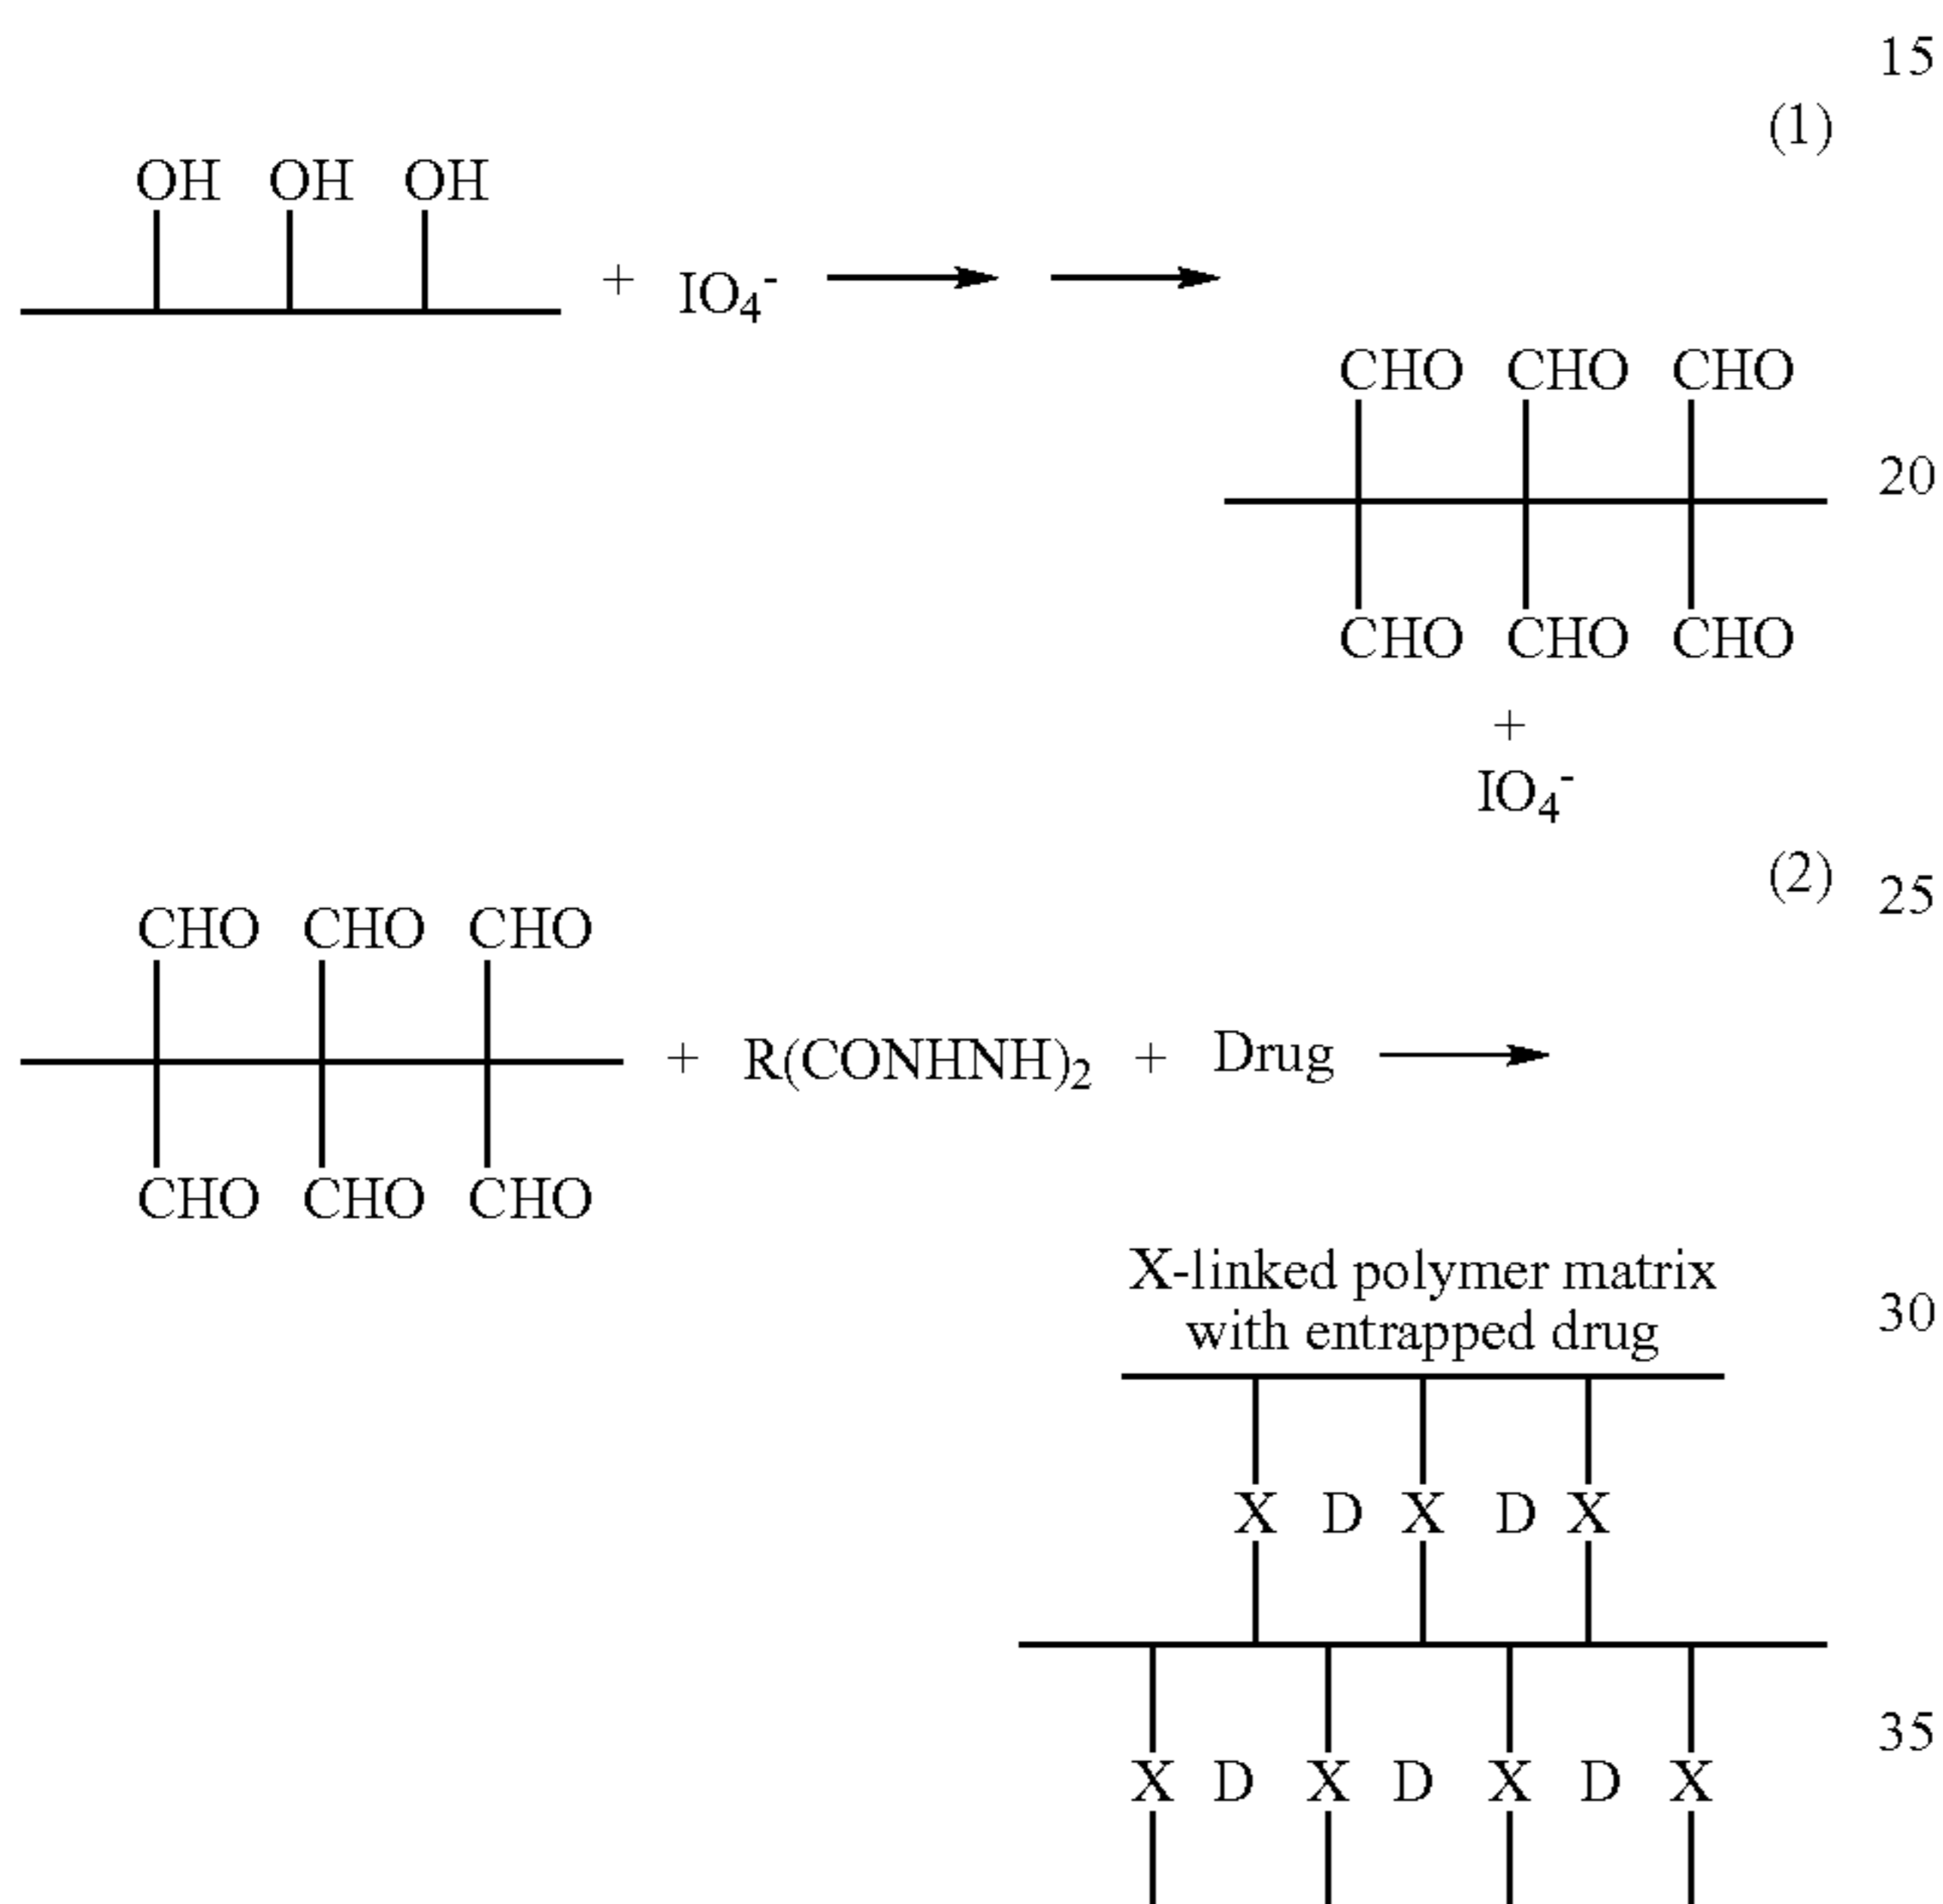 15
(1)
OH OH OH
+ IO4-
CHO CHO CHO
20
CHO CHO CHO
+
IO4-
(2)
25
CHO CHO CHO
+ R(CONHNH)2 + Drug
CHO CHO CHO
X-linked polymer matrix
30
with entrapped drug
X D X D X
35
X D X D X D X